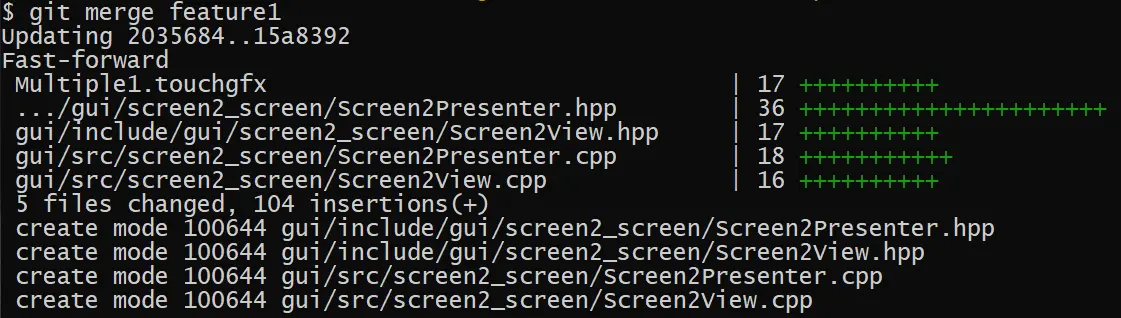 $ git merge feature1
Updating 2035684..15a8392
Fast-forward
 Multiple1.touchgfx                                 | 17 ++++++++++
 .../gui/screen2_screen/Screen2Presenter.hpp        | 36 ++++++++++++++++++++++
 gui/include/gui/screen2_screen/Screen2View.hpp     | 17 ++++++++++
 gui/src/screen2_screen/Screen2Presenter.cpp        | 18 +++++++++++
 gui/src/screen2_screen/Screen2View.cpp             | 16 ++++++++++
 5 files changed, 104 insertions(+)
 create mode 100644 gui/include/gui/screen2_screen/Screen2Presenter.hpp
 create mode 100644 gui/include/gui/screen2_screen/Screen2View.hpp
 create mode 100644 gui/src/screen2_screen/Screen2Presenter.cpp
 create mode 100644 gui/src/screen2_screen/Screen2View.cpp